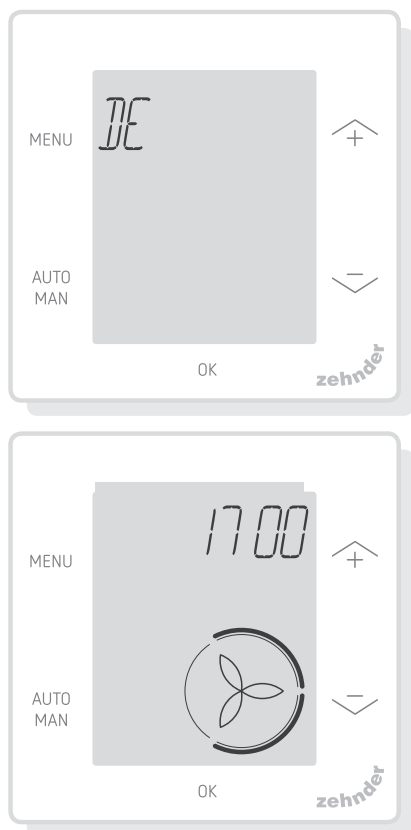 DE
MENU
+
AUTO
MAN
−
OK
zehnder
17 00
MENU
+
AUTO
MAN
−
OK
zehnder